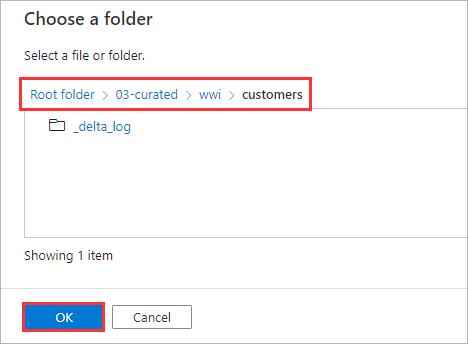 Choose a folder
Select a file or folder.
Root folder > 03-curated > wwi > customers
_delta_log
Showing 1 item
OK Cancel